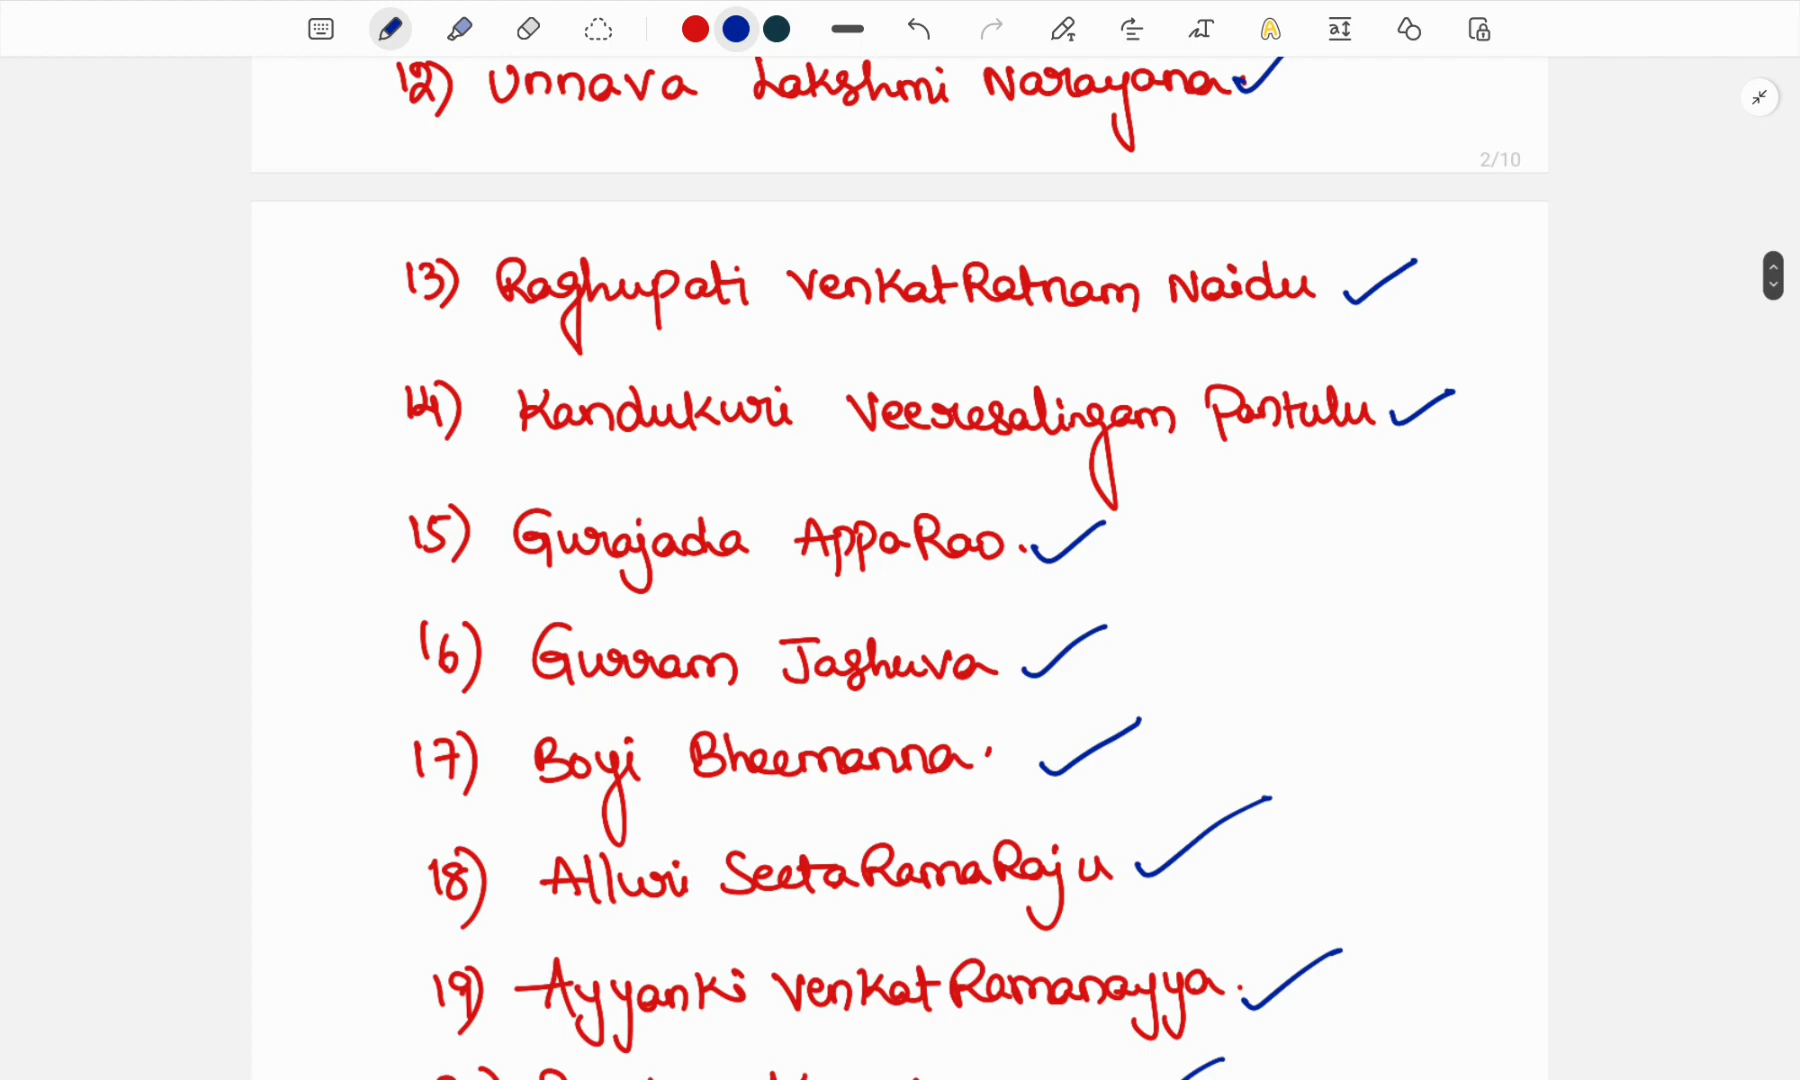 12) Unnava Lakshmi Narayana
2/10
13) Raghupati VenkatRatnam Naidu
14) Kandukuri Veeresalingam Pantulu
15) Gurajada AppaRao.
16) Gurram Jashuva
17) Boyi Bheemanna.
18) Alluri SeetaRamaRaju
19) Ayyanki VenkatRamanayya.